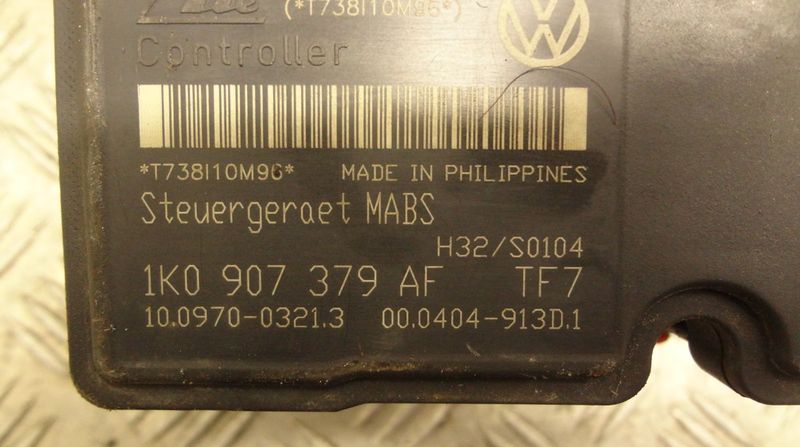 Ate (*T738I10M96*)
Controller
*T738I10M96* MADE IN PHILIPPINES
Steuergeraet MABS
H32/S0104
1K0 907 379 AF TF7
10.0970-0321.3 00.0404-913D.1